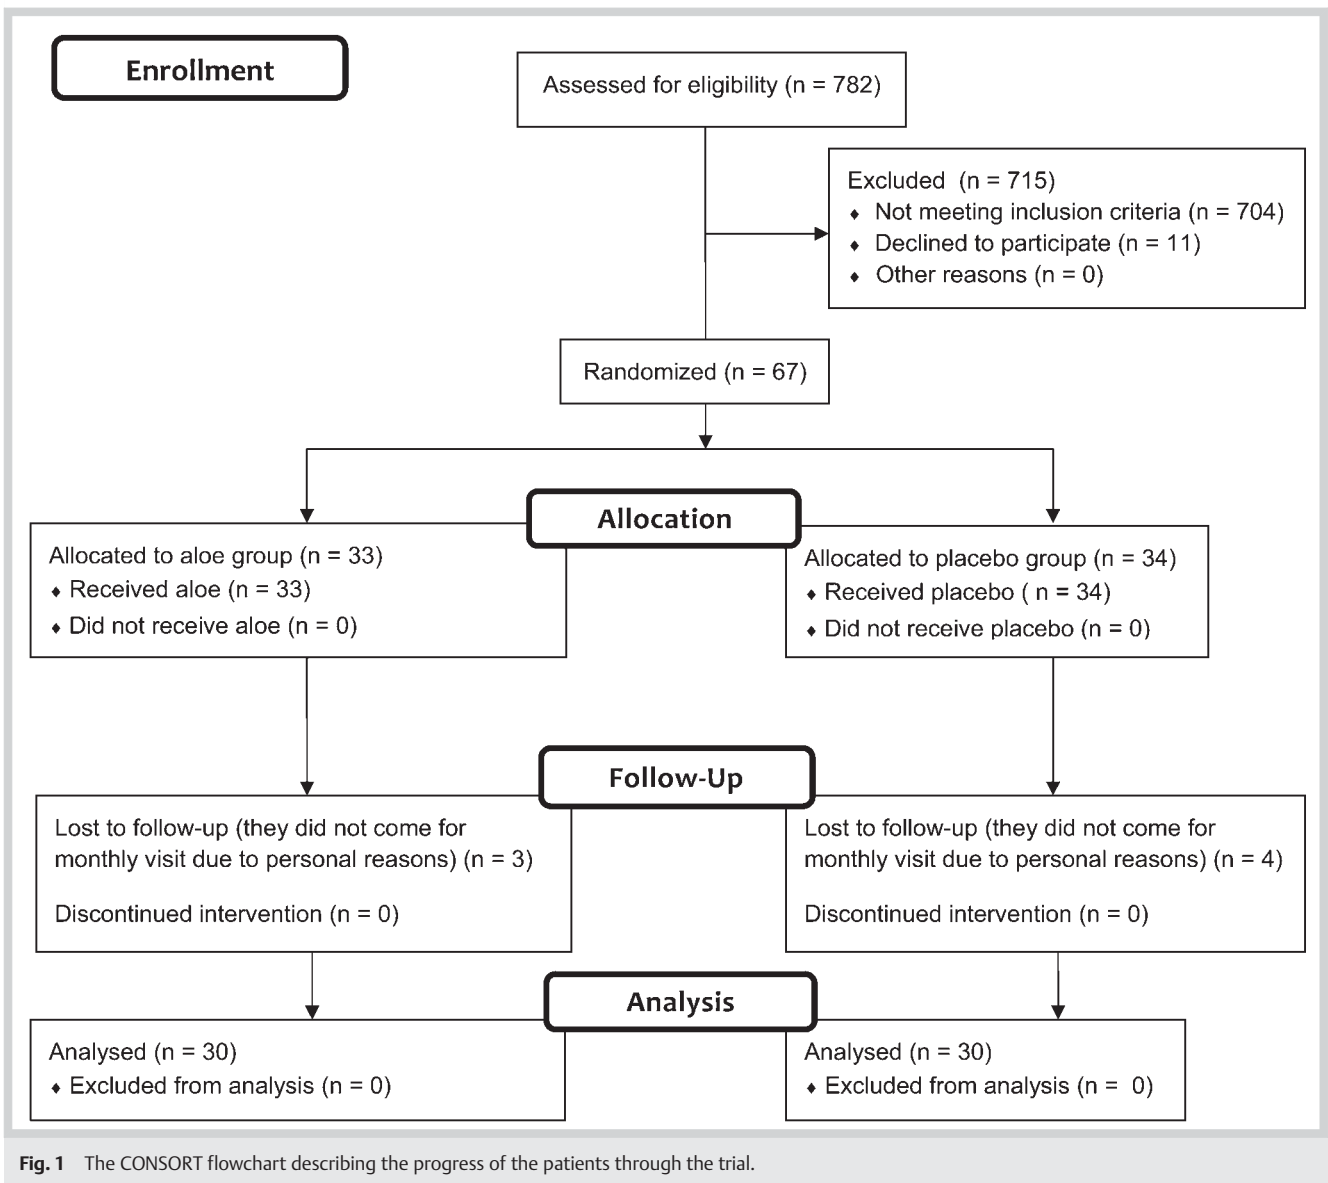 Enrollment
Assessed for eligibility (n = 782)
Excluded (n = 715)
♦ Not meeting inclusion criteria (n = 704)
♦ Declined to participate (n = 11)
♦ Other reasons (n = 0)
Randomized (n = 67)
Allocation
Allocated to aloe group (n = 33)
♦ Received aloe (n = 33)
♦ Did not receive aloe (n = 0)
Allocated to placebo group (n = 34)
♦ Received placebo ( n = 34)
♦ Did not receive placebo (n = 0)
Follow-Up
Lost to follow-up (they did not come for
monthly visit due to personal reasons) (n = 3)
Discontinued intervention (n = 0)
Lost to follow-up (they did not come for
monthly visit due to personal reasons) (n = 4)
Discontinued intervention (n = 0)
Analysis
Analysed (n = 30)
♦ Excluded from analysis (n = 0)
Analysed (n = 30)
♦ Excluded from analysis (n = 0)
Fig. 1 The CONSORT flowchart describing the progress of the patients through the trial.